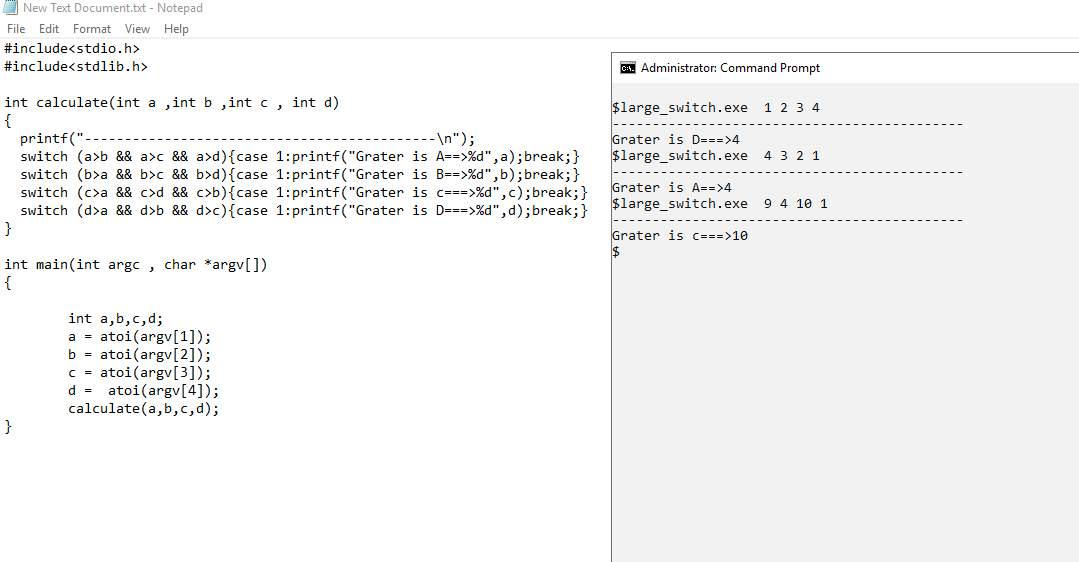 New Text Document.txt - Notepad
File Edit Format View Help
#include<stdio.h>
#include<stdlib.h>
int calculate(int a ,int b ,int c , int d)
{
printf("--------------------------------------------\n");
switch (a>b && a>c && a>d){case 1:printf("Grater is A==>%d",a);break;}
switch (b>a && b>c && b>d){case 1:printf("Grater is B==>%d",b);break;}
switch (c>a && c>d && c>b){case 1:printf("Grater is c===>%d",c);break;}
switch (d>a && d>b && d>c){case 1:printf("Grater is D===>%d",d);break;}
}
int main(int argc , char *argv[])
{
int a,b,c,d;
a = atoi(argv[1]);
b = atoi(argv[2]);
c = atoi(argv[3]);
d =  atoi(argv[4]);
calculate(a,b,c,d);
}
Administrator: Command Prompt
$large_switch.exe  1 2 3 4
--------------------------------------------
Grater is D===>4
$large_switch.exe  4 3 2 1
--------------------------------------------
Grater is A==>4
$large_switch.exe  9 4 10 1
--------------------------------------------
Grater is c===>10
$